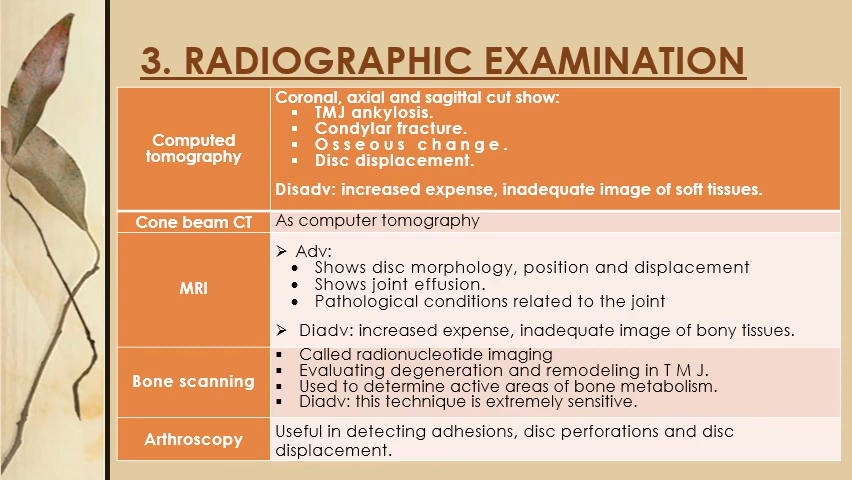 3. RADIOGRAPHIC EXAMINATION
Computed
tomography
Coronal, axial and sagittal cut show:
▪ TMJ ankylosis.
▪ Condylar fracture.
▪ Osseous change.
▪ Disc displacement.
Disadv: increased expense, inadequate image of soft tissues.
Cone beam CT
As computer tomography
MRI
➢ Adv:
• Shows disc morphology, position and displacement
• Shows joint effusion.
• Pathological conditions related to the joint
➢ Diadv: increased expense, inadequate image of bony tissues.
Bone scanning
▪ Called radionucleotide imaging
▪ Evaluating degeneration and remodeling in T M J.
▪ Used to determine active areas of bone metabolism.
▪ Diadv: this technique is extremely sensitive.
Arthroscopy
Useful in detecting adhesions, disc perforations and disc
displacement.